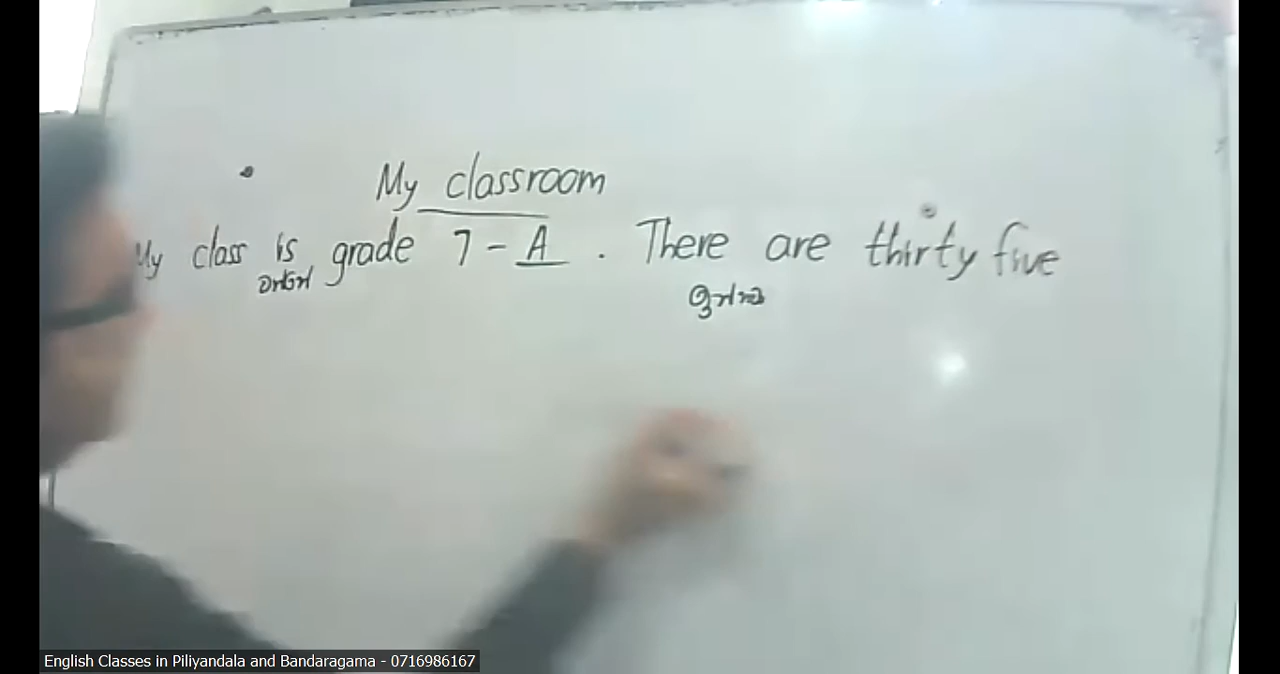 My classroom
My class is grade 7 - A . There are thirty five
English Classes in Piliyandala and Bandaragama - 0716986167